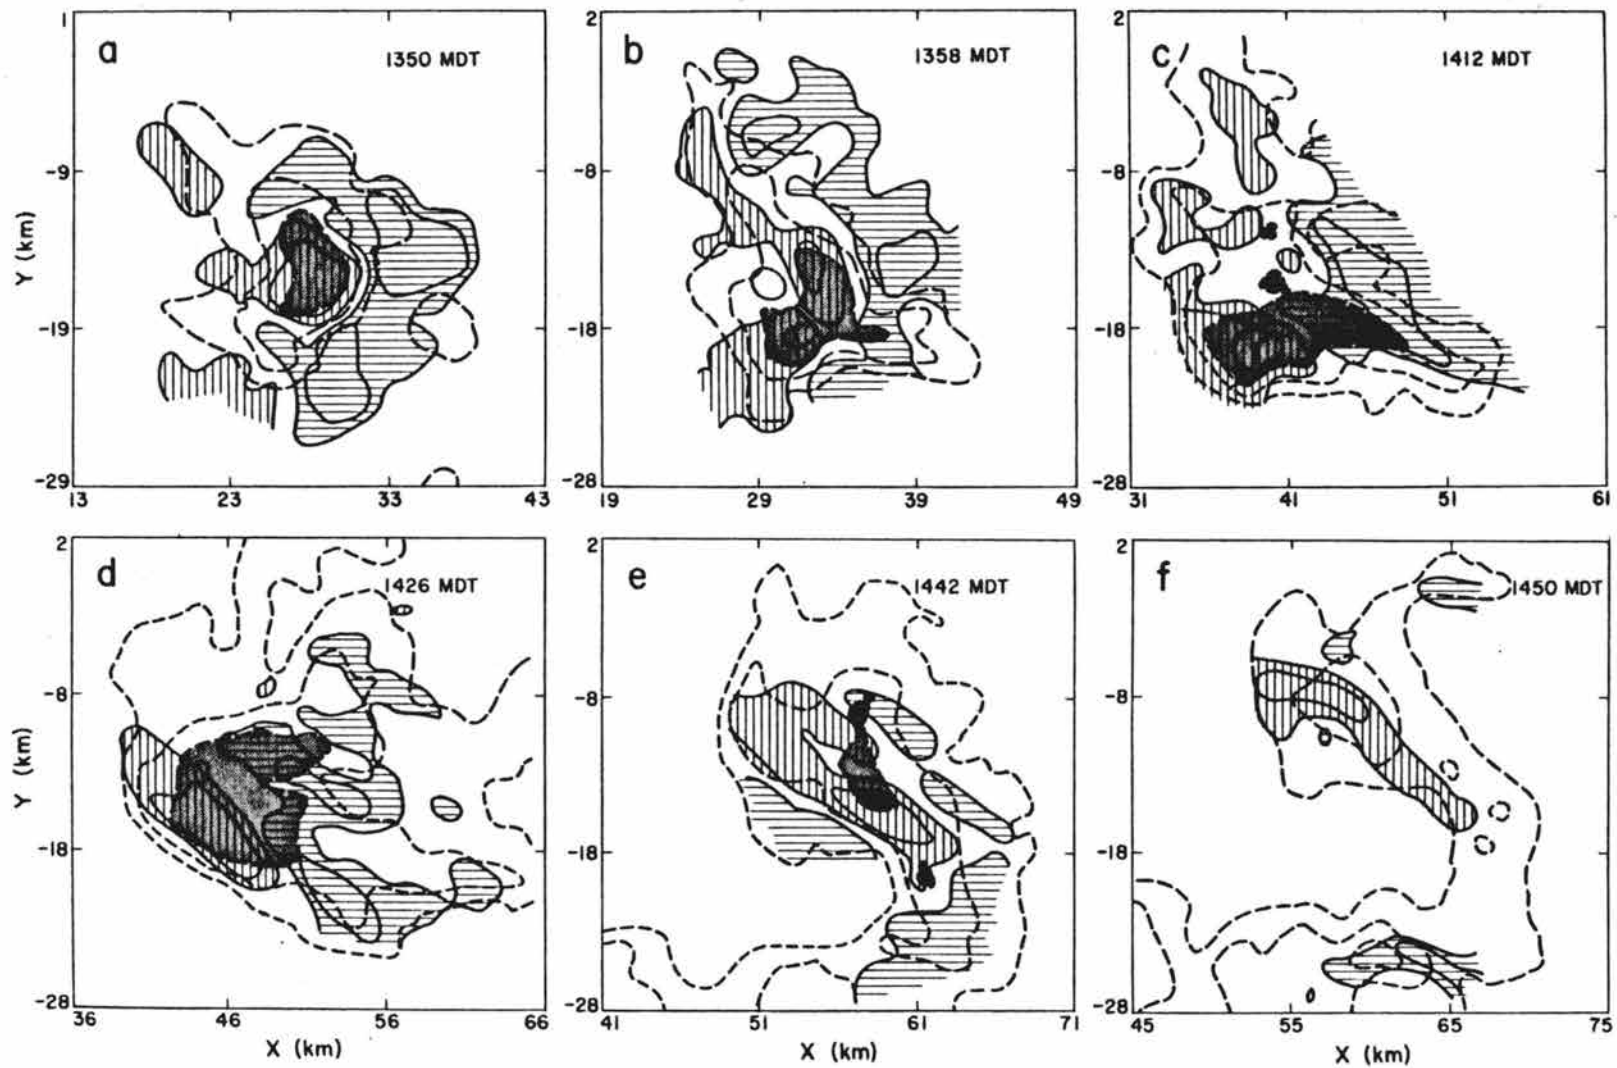 a 1350 MDT
b 1358 MDT
c 1412 MDT
1
-9
-19
-29
Y (km)
13 23 33 43
2
-8
-18
-28
19 29 39 49
2
-8
-18
-28
31 41 51 61
d 1426 MDT
e 1442 MDT
f 1450 MDT
2
-8
-18
-28
Y (km)
36 46 56 66
X (km)
2
-8
-18
-28
41 51 61 71
X (km)
2
-8
-18
-28
45 55 65 75
X (km)